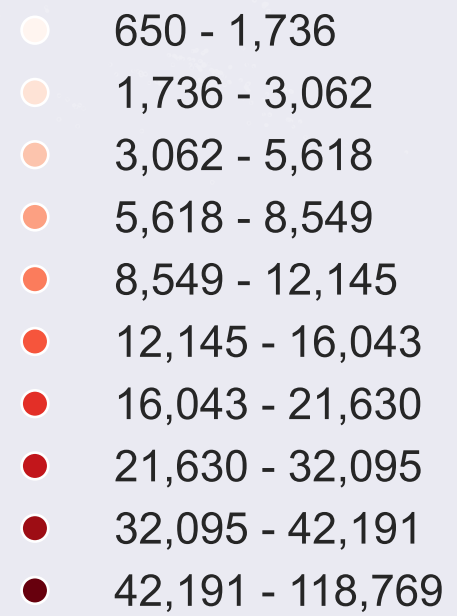 650 - 1,736
1,736 - 3,062
3,062 - 5,618
5,618 - 8,549
8,549 - 12,145
12,145 - 16,043
16,043 - 21,630
21,630 - 32,095
32,095 - 42,191
42,191 - 118,769